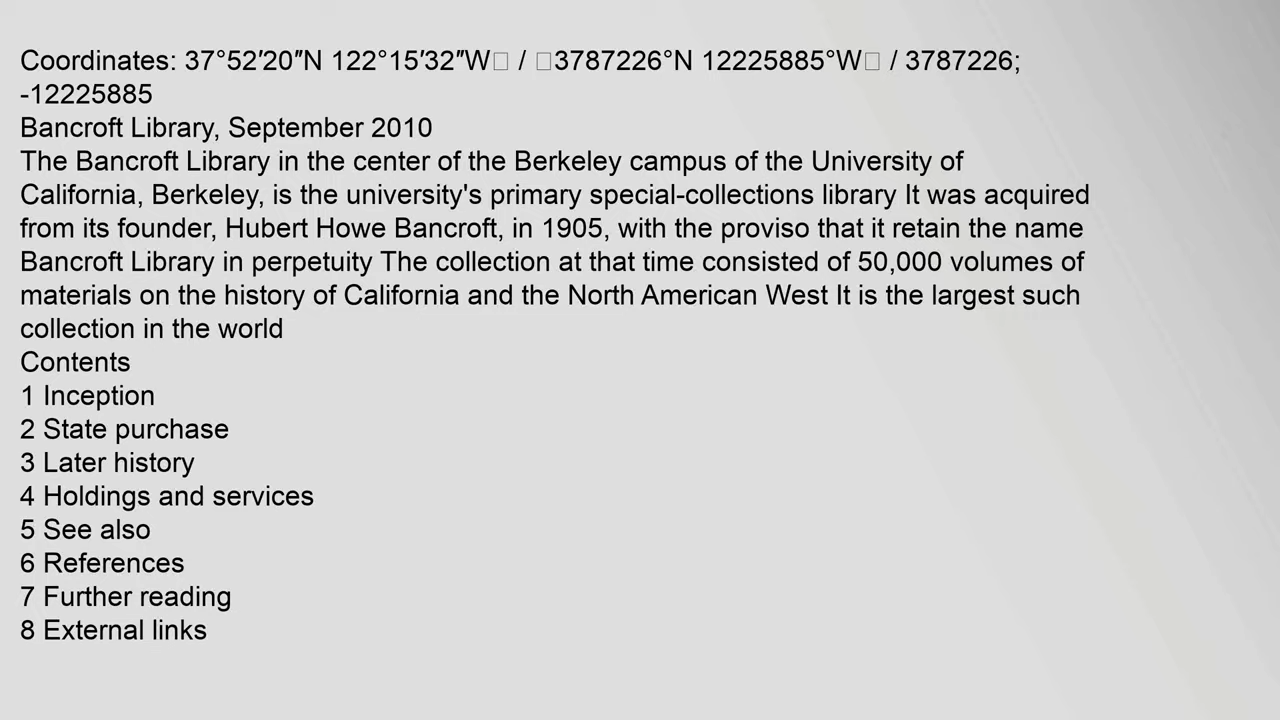 Coordinates: 37°52′20″N 122°15′32″W□ / □3787226°N 12225885°W□ / 3787226;
-12225885
Bancroft Library, September 2010
The Bancroft Library in the center of the Berkeley campus of the University of
California, Berkeley, is the university's primary special-collections library It was acquired
from its founder, Hubert Howe Bancroft, in 1905, with the proviso that it retain the name
Bancroft Library in perpetuity The collection at that time consisted of 50,000 volumes of
materials on the history of California and the North American West It is the largest such
collection in the world
Contents
1 Inception
2 State purchase
3 Later history
4 Holdings and services
5 See also
6 References
7 Further reading
8 External links